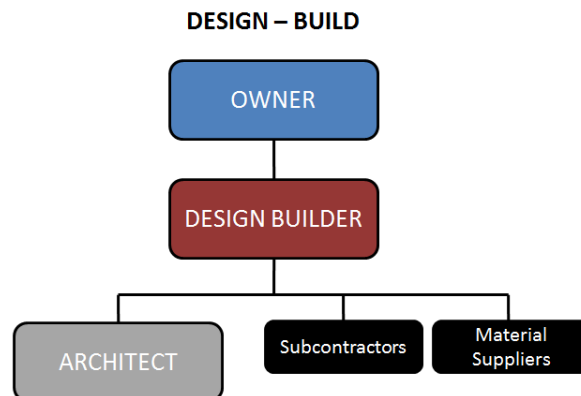 DESIGN – BUILD
OWNER
DESIGN BUILDER
ARCHITECT
Subcontractors
Material
Suppliers